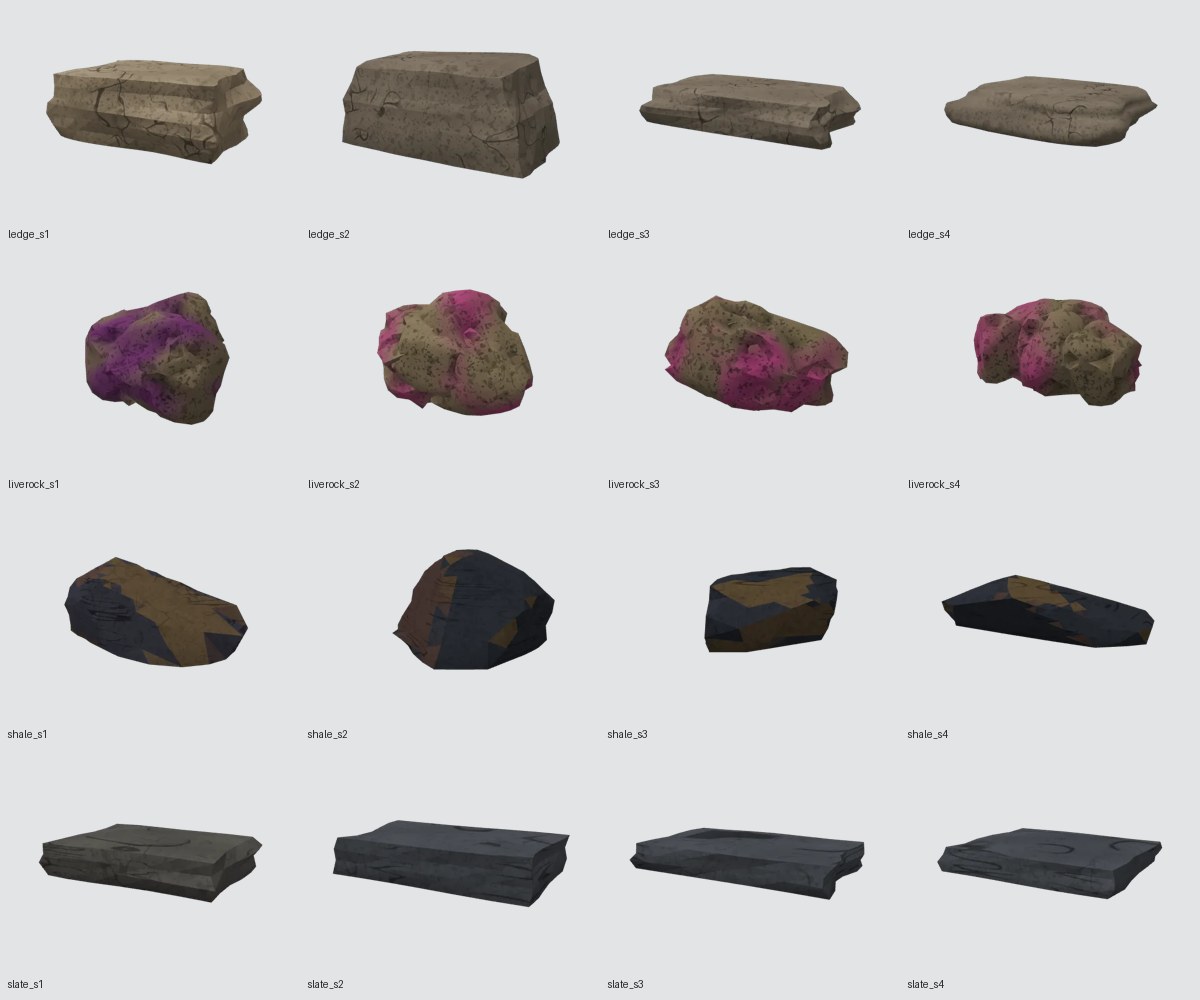 ledge_s1
ledge_s2
ledge_s3
ledge_s4
liverock_s1
liverock_s2
liverock_s3
liverock_s4
shale_s1
shale_s2
shale_s3
shale_s4
slate_s1
slate_s2
slate_s3
slate_s4